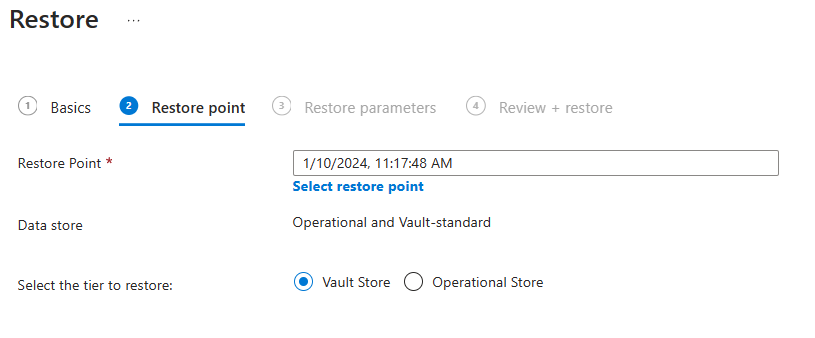 Restore ...
1 Basics 2 Restore point 3 Restore parameters 4 Review + restore
Restore Point * 1/10/2024, 11:17:48 AM
Select restore point
Data store Operational and Vault-standard
Select the tier to restore: Vault Store Operational Store